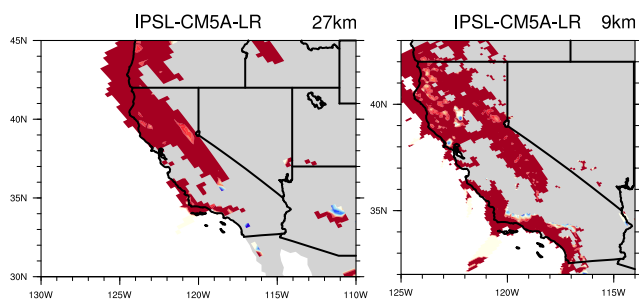 IPSL-CM5A-LR 27km
45N
40N
35N
30N
130W 125W 120W 115W 110W
IPSL-CM5A-LR 9km
40N
35N
125W 120W 115W